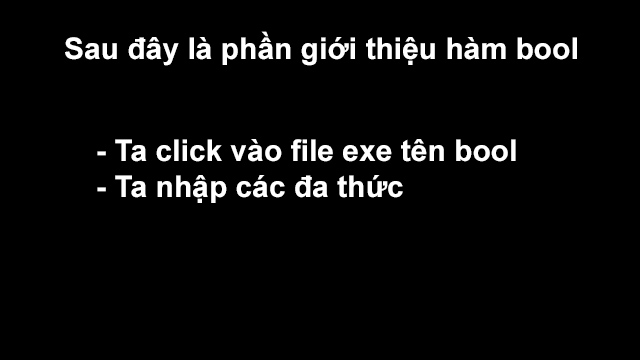 Sau đây là phần giới thiệu hàm bool
- Ta click vào file exe tên bool
- Ta nhập các đa thức